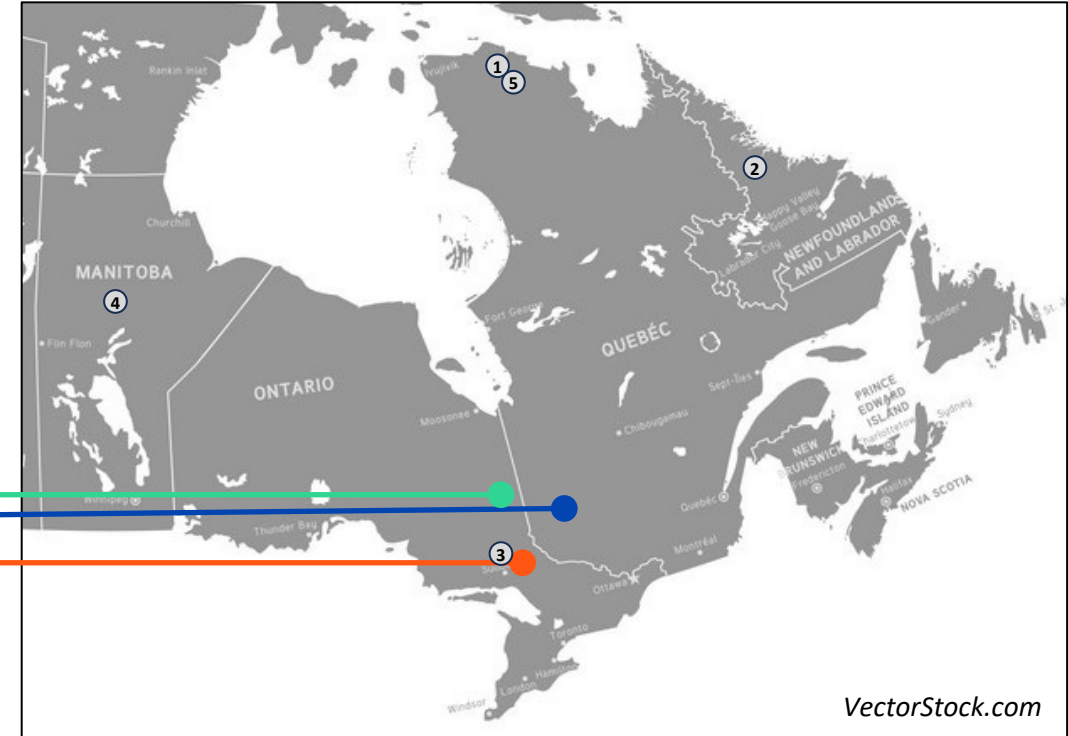 1
5
Ivujivik
Rankin Inlet
2
Happy Valley
Goose Bay
Churchill
NEWFOUNDLAND
AND LABRADOR
Labrador City
MANITOBA
4
Fort George
Gander
St. J
QUEBÉC
Flin Flon
ONTARIO
Sept-Îles
PRINCE
EDWARD
ISLAND
Charlottetow
Sydney
Moosonee
Chibougamau
NEW
BRUNSWICK
Fredericton
Halifax
NOVA SCOTIA
Winnipeg
Québec
Thunder Bay
Montréal
3
Ottawa
Toronto
Hamilton
London
Windsor
VectorStock.com